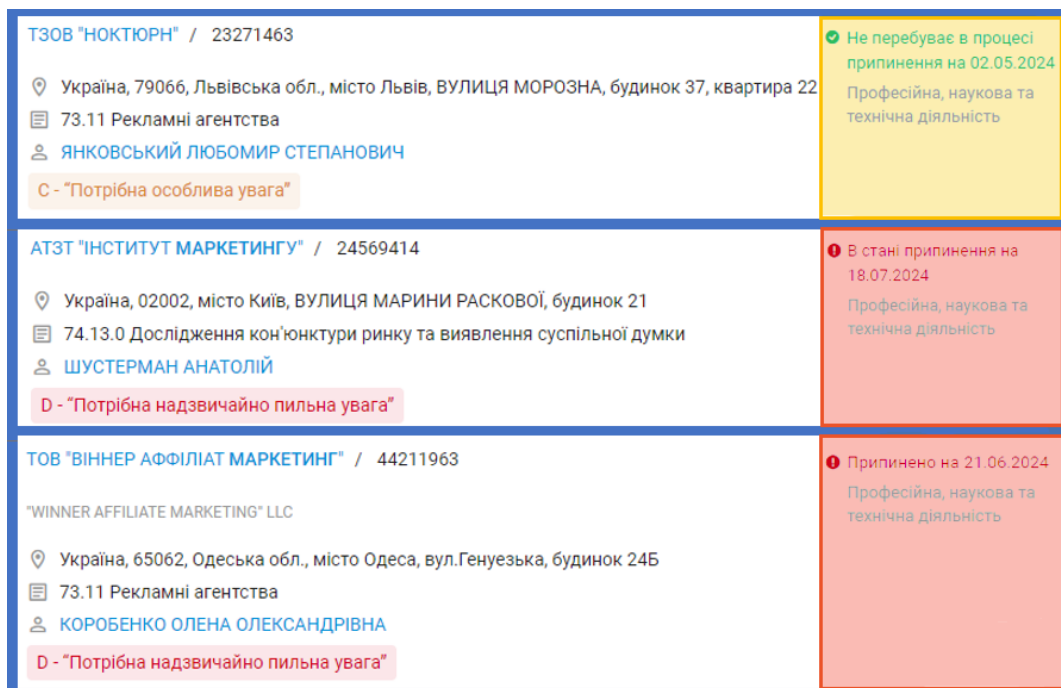 ТЗОВ "НОКТЮРН" / 23271463
Україна, 79066, Львівська обл., місто Львів, ВУЛИЦЯ МОРОЗНА, будинок 37, квартира 22
73.11 Рекламні агентства
ЯНКОВСЬКИЙ ЛЮБОМИР СТЕПАНОВИЧ
C - “Потрібна особлива увага”
Не перебуває в процесі
припинення на 02.05.2024
Професійна, наукова та
технічна діяльність
АТЗТ "ІНСТИТУТ МАРКЕТИНГУ" / 24569414
Україна, 02002, місто Київ, ВУЛИЦЯ МАРИНИ РАСКОВОЇ, будинок 21
74.13.0 Дослідження кон'юнктури ринку та виявлення суспільної думки
ШУСТЕРМАН АНАТОЛІЙ
D - “Потрібна надзвичайно пильна увага”
В стані припинення на
18.07.2024
Професійна, наукова та
технічна діяльність
ТОВ "ВІННЕР АФФІЛІАТ МАРКЕТИНГ" / 44211963
"WINNER AFFILIATE MARKETING" LLC
Україна, 65062, Одеська обл., місто Одеса, вул.Генуезька, будинок 24Б
73.11 Рекламні агентства
КОРОБЕНКО ОЛЕНА ОЛЕКСАНДРІВНА
D - “Потрібна надзвичайно пильна увага”
Припинено на 21.06.2024
Професійна, наукова та
технічна діяльність